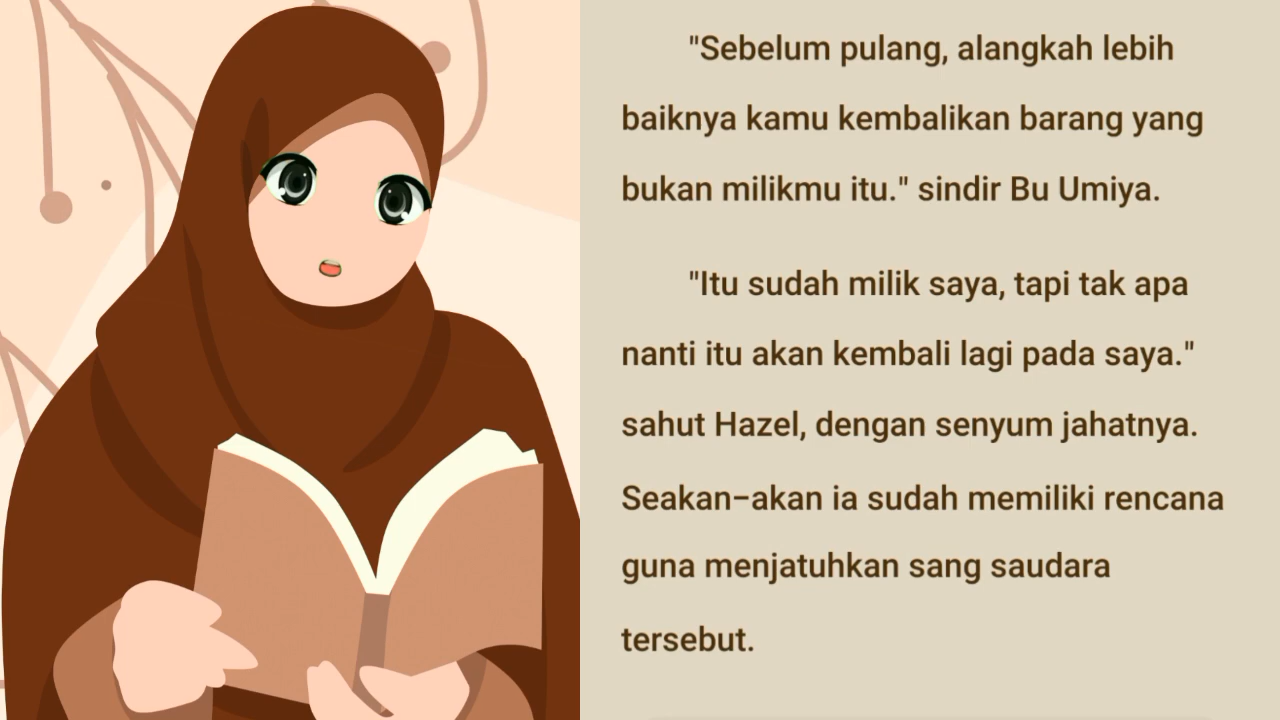 "Sebelum pulang, alangkah lebih
baiknya kamu kembalikan barang yang
bukan milikmu itu." sindir Bu Umiya.
"Itu sudah milik saya, tapi tak apa
nanti itu akan kembali lagi pada saya."
sahut Hazel, dengan senyum jahatnya.
Seakan-akan ia sudah memiliki rencana
guna menjatuhkan sang saudara
tersebut.